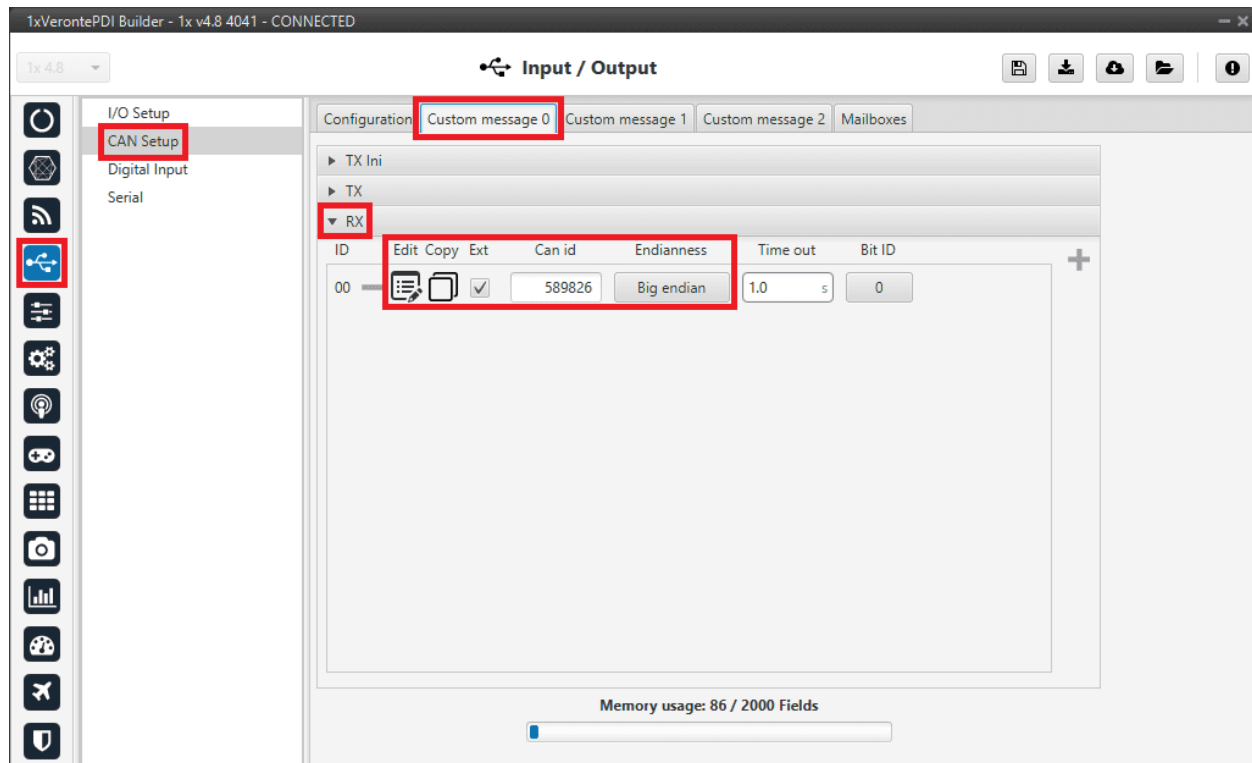 1xVerontePDI Builder - 1x v4.8 4041 - CONNECTED
1x 4.8
Input / Output
I/O Setup
CAN Setup
Digital Input
Serial
Configuration Custom message 0 Custom message 1 Custom message 2 Mailboxes
TX Ini
TX
RX
ID Edit Copy Ext Can id Endianness Time out Bit ID
00 589826 Big endian 1.0 s 0
Memory usage: 86 / 2000 Fields